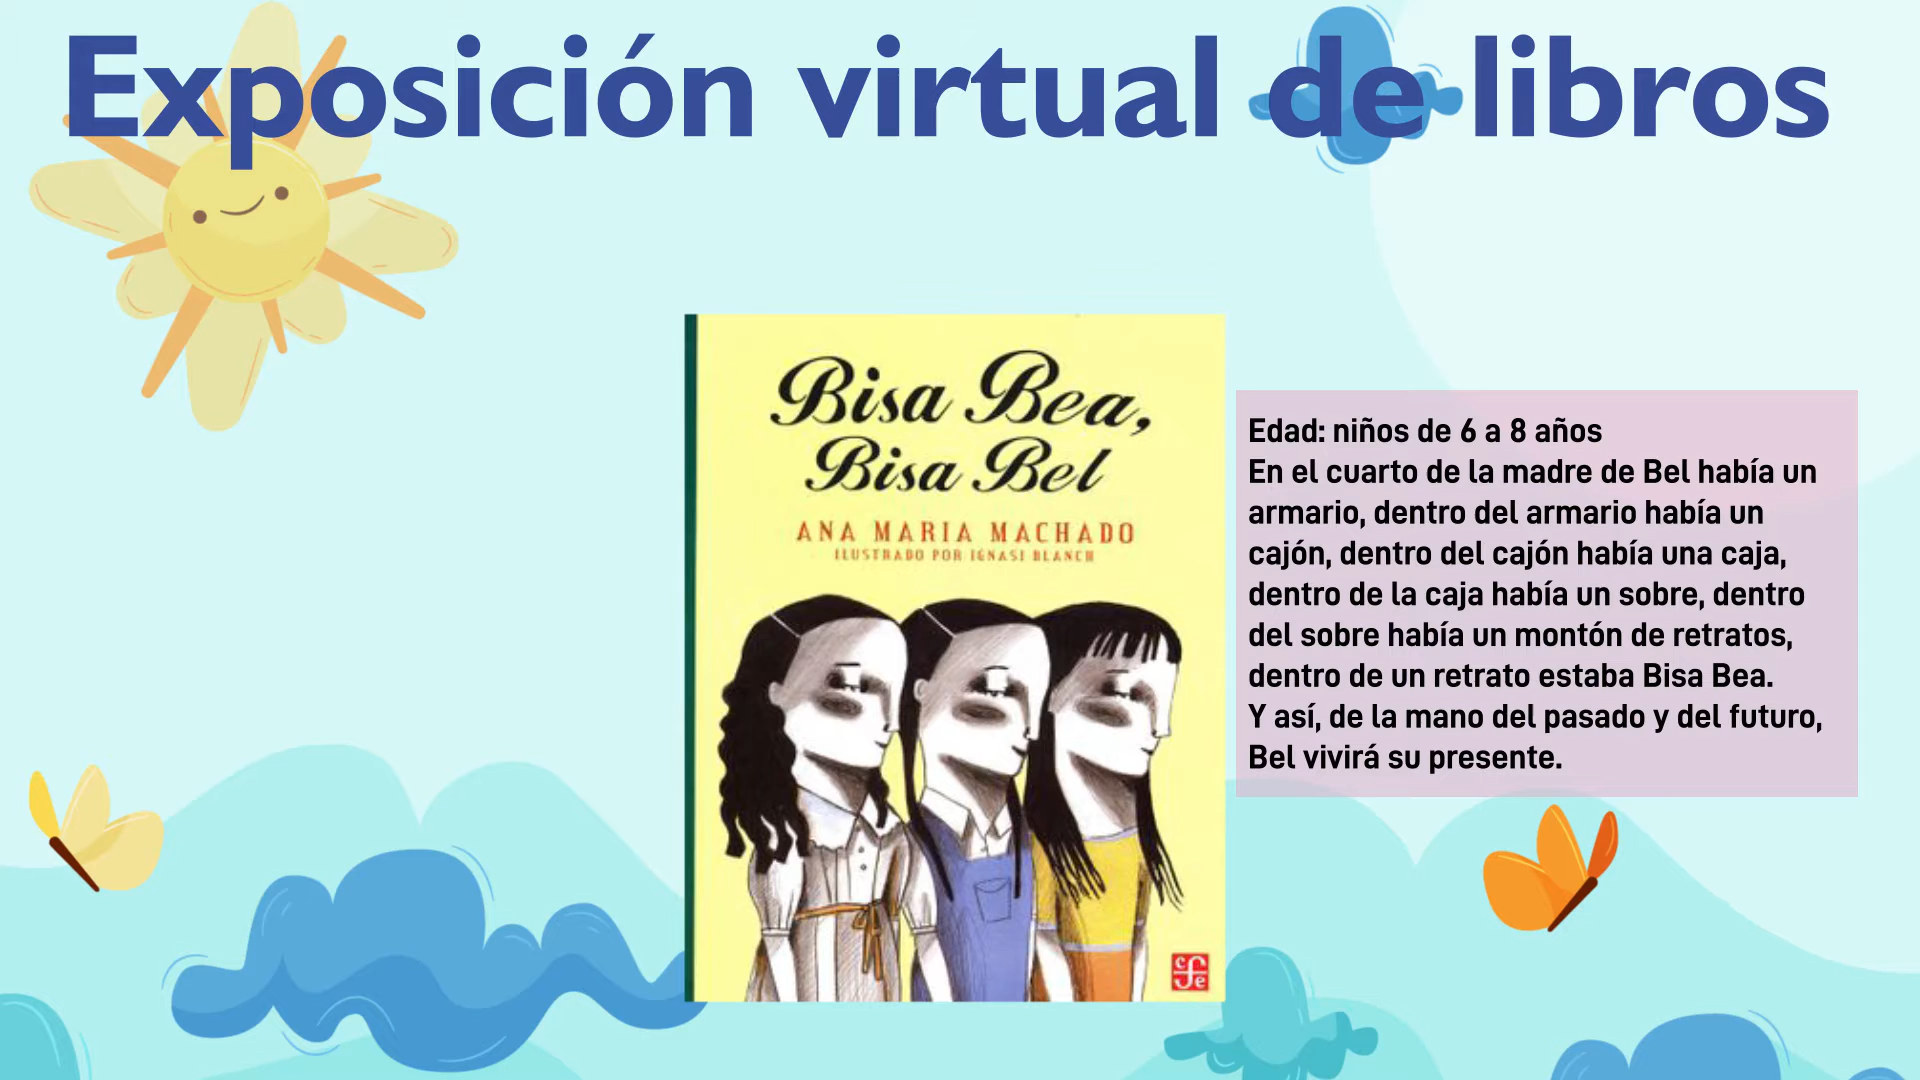 Exposición virtual de libros
Bisa Bea,
Bisa Bel
ANA MARIA MACHADO
ILUSTRADO POR IGNASI BLANCH
Edad: niños de 6 a 8 años
En el cuarto de la madre de Bel había un
armario, dentro del armario había un
cajón, dentro del cajón había una caja,
dentro de la caja había un sobre, dentro
del sobre había un montón de retratos,
dentro de un retrato estaba Bisa Bea.
Y así, de la mano del pasado y del futuro,
Bel vivirá su presente.
cfe